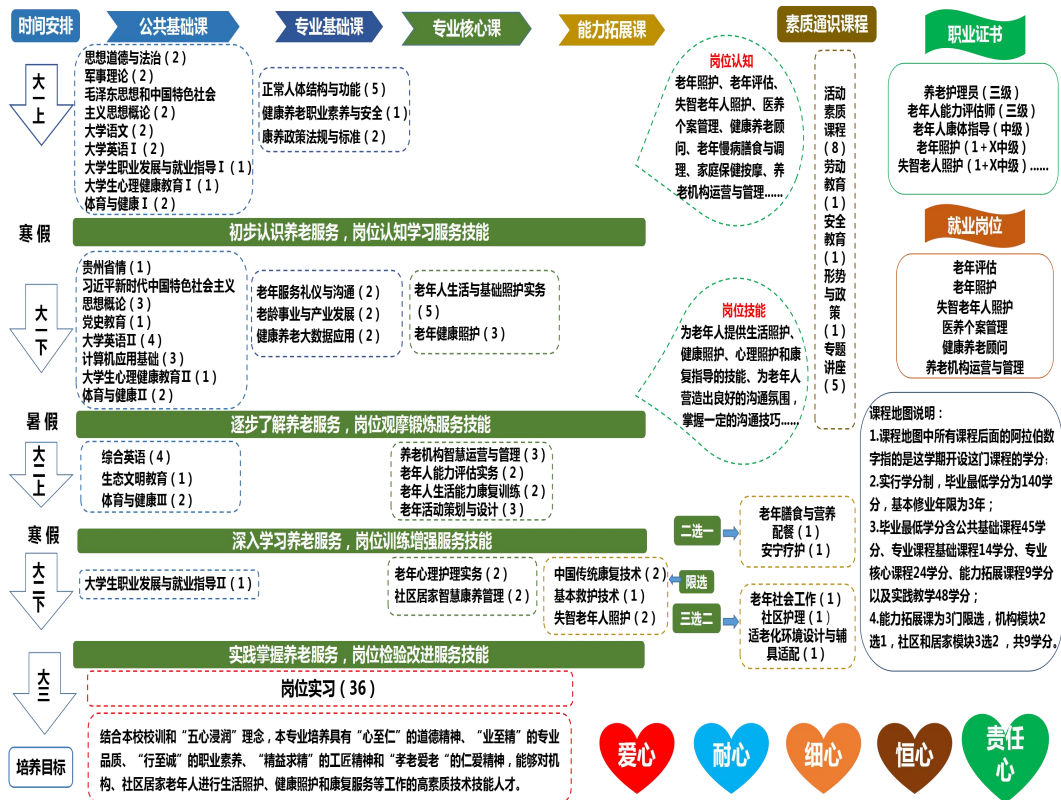 时间安排
公共基础课
专业基础课
专业核心课
能力拓展课
素质通识课程
职业证书
大一上
思想道德与法治（2）
军事理论（2）
毛泽东思想和中国特色社会
主义思想概论（2）
大学语文（2）
大学英语Ⅰ（2）
大学生职业发展与就业指导Ⅰ（1）
大学生心理健康教育Ⅰ（1）
体育与健康Ⅰ（2）
正常人体结构与功能（5）
健康养老职业素养与安全（1）
康养政策法规与标准（2）
岗位认知
老年照护、老年评估、
失智老年人照护、医养
个案管理、健康养老顾
问、老年慢病膳食与调
理、家庭保健按摩、养
老机构运营与管理......
活动
素质
课程
（8）
劳动
教育
（1）
安全
教育
（1）
形势
与政
策
（1）
专题
讲座
（5）
养老护理员（三级）
老年人能力评估师（三级）
老年人康体指导（中级）
老年照护（1＋X中级）
失智老人照护（1+X中级）......
寒 假
初步认识养老服务，岗位认知学习服务技能
就业岗位
老年评估
老年照护
失智老年人照护
医养个案管理
健康养老顾问
养老机构运营与管理
大一下
贵州省情（1）
习近平新时代中国特色社会主义
思想概论（3）
党史教育（1）
大学英语Ⅱ（4）
计算机应用基础（3）
大学生心理健康教育Ⅱ（1）
体育与健康Ⅱ（2）
老年服务礼仪与沟通（2）
老龄事业与产业发展（2）
健康养老大数据应用（2）
老年人生活与基础照护实务
（5）
老年健康照护（3）
岗位技能
为老年人提供生活照护、
健康照护、心理照护和康
复指导的技能、为老年人
营造出良好的沟通氛围，
掌握一定的沟通技巧......
暑 假
逐步了解养老服务，岗位观摩锻炼服务技能
大二上
综合英语（4）
生态文明教育（1）
体育与健康Ⅲ（2）
养老机构智慧运营与管理（3）
老年人能力评估实务（2）
老年人生活能力康复训练（2）
老年活动策划与设计（3）
课程地图说明：
1.课程地图中所有课程后面的阿拉伯数
字指的是这学期开设这门课程的学分；
2.实行学分制，毕业最低学分为140学
分，基本修业年限为3年；
3.毕业最低学分含公共基础课程45学
分、专业课程基础课程14学分、专业
核心课程24学分、能力拓展课程9学分
以及实践教学48学分；
4.能力拓展课为3门限选，机构模块2
选1，社区和居家模块3选2 ，共9学分。
寒 假
深入学习养老服务，岗位训练增强服务技能
二选一
老年膳食与营养
配餐（1）
安宁疗护（1）
大二下
大学生职业发展与就业指导Ⅱ（1）
老年心理护理实务（2）
社区居家智慧康养管理（2）
中国传统康复技术（2）
基本救护技术（1）
失智老年人照护（2）
限选
三选二
老年社会工作（1）
社区护理（1）
适老化环境设计与辅
具适配（1）
实践掌握养老服务，岗位检验改进服务技能
大三
岗位实习（36）
培养目标
结合本校校训和“五心浸润”理念，本专业培养具有“心至仁”的道德精神、“业至精”的专业
品质、“行至诚”的职业素养、“精益求精”的工匠精神和“孝老爱老“的仁爱精神，能够对机
构、社区居家老年人进行生活照护、健康照护和康复服务等工作的高素质技术技能人才。
爱心
耐心
细心
恒心
责任
心